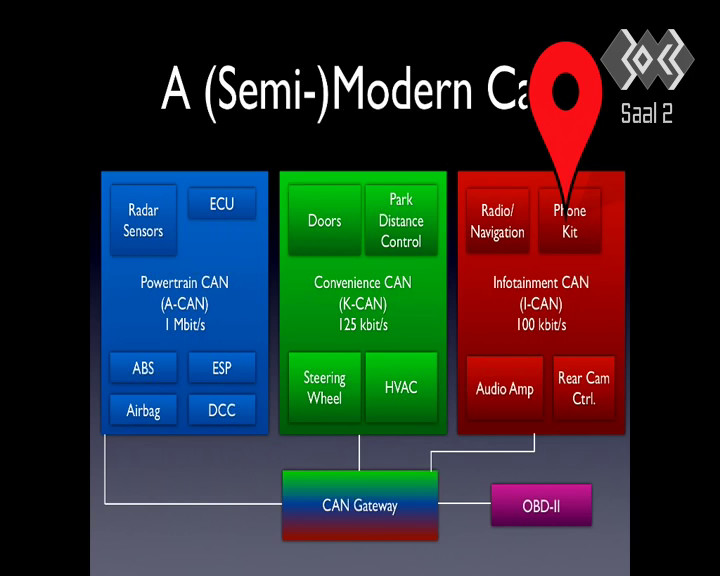 A (Semi-)Modern Ca
Saal 2
Radar
Sensors
ECU
Powertrain CAN
(A-CAN)
1 Mbit/s
ABS
ESP
Airbag
DCC
Doors
Park
Distance
Control
Convenience CAN
(K-CAN)
125 kbit/s
Steering
Wheel
HVAC
Radio/
Navigation
Phone
Kit
Infotainment CAN
(I-CAN)
100 kbit/s
Audio Amp
Rear Cam
Ctrl.
CAN Gateway
OBD-II